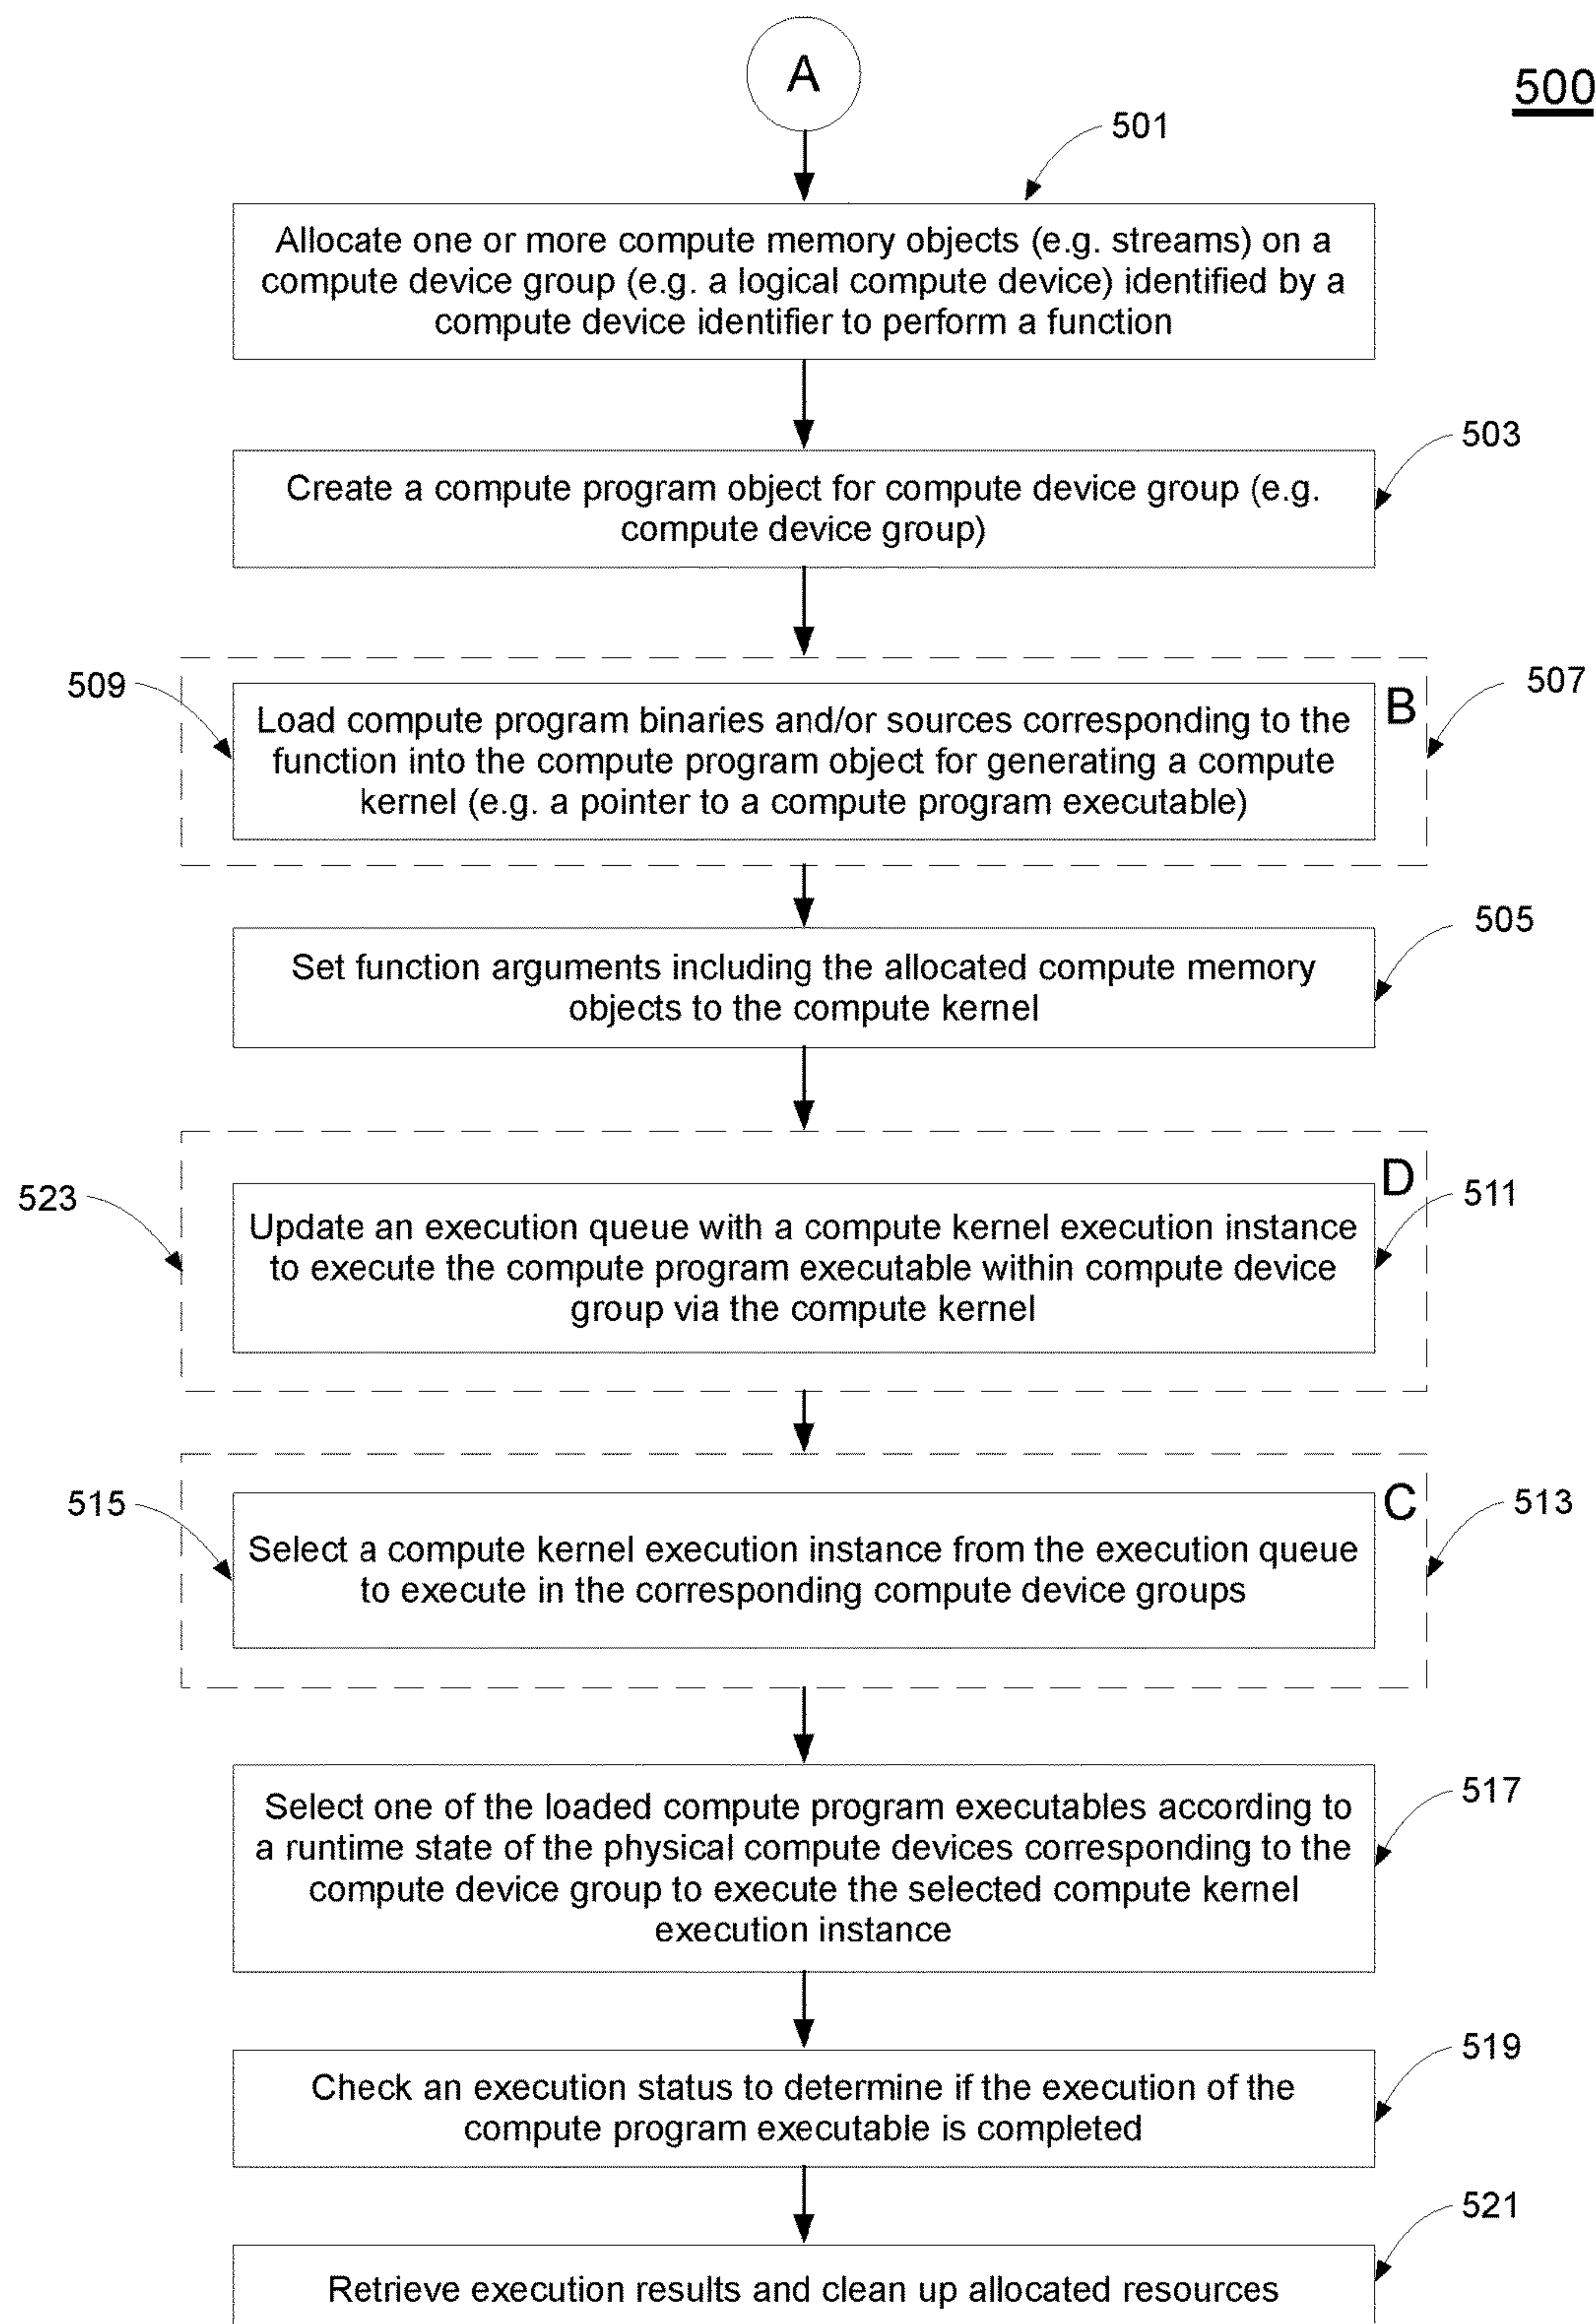 A
500
501
Allocate one or more compute memory objects (e.g. streams) on a
compute device group (e.g. a logical compute device) identified by a
compute device identifier to perform a function
503
Create a compute program object for compute device group (e.g.
compute device group)
509
507
B
Load compute program binaries and/or sources corresponding to the
function into the compute program object for generating a compute
kernel (e.g. a pointer to a compute program executable)
505
Set function arguments including the allocated compute memory
objects to the compute kernel
523
D
511
Update an execution queue with a compute kernel execution instance
to execute the compute program executable within compute device
group via the compute kernel
515
C
513
Select a compute kernel execution instance from the execution queue
to execute in the corresponding compute device groups
517
Select one of the loaded compute program executables according to
a runtime state of the physical compute devices corresponding to the
compute device group to execute the selected compute kernel
execution instance
519
Check an execution status to determine if the execution of the
compute program executable is completed
521
Retrieve execution results and clean up allocated resources